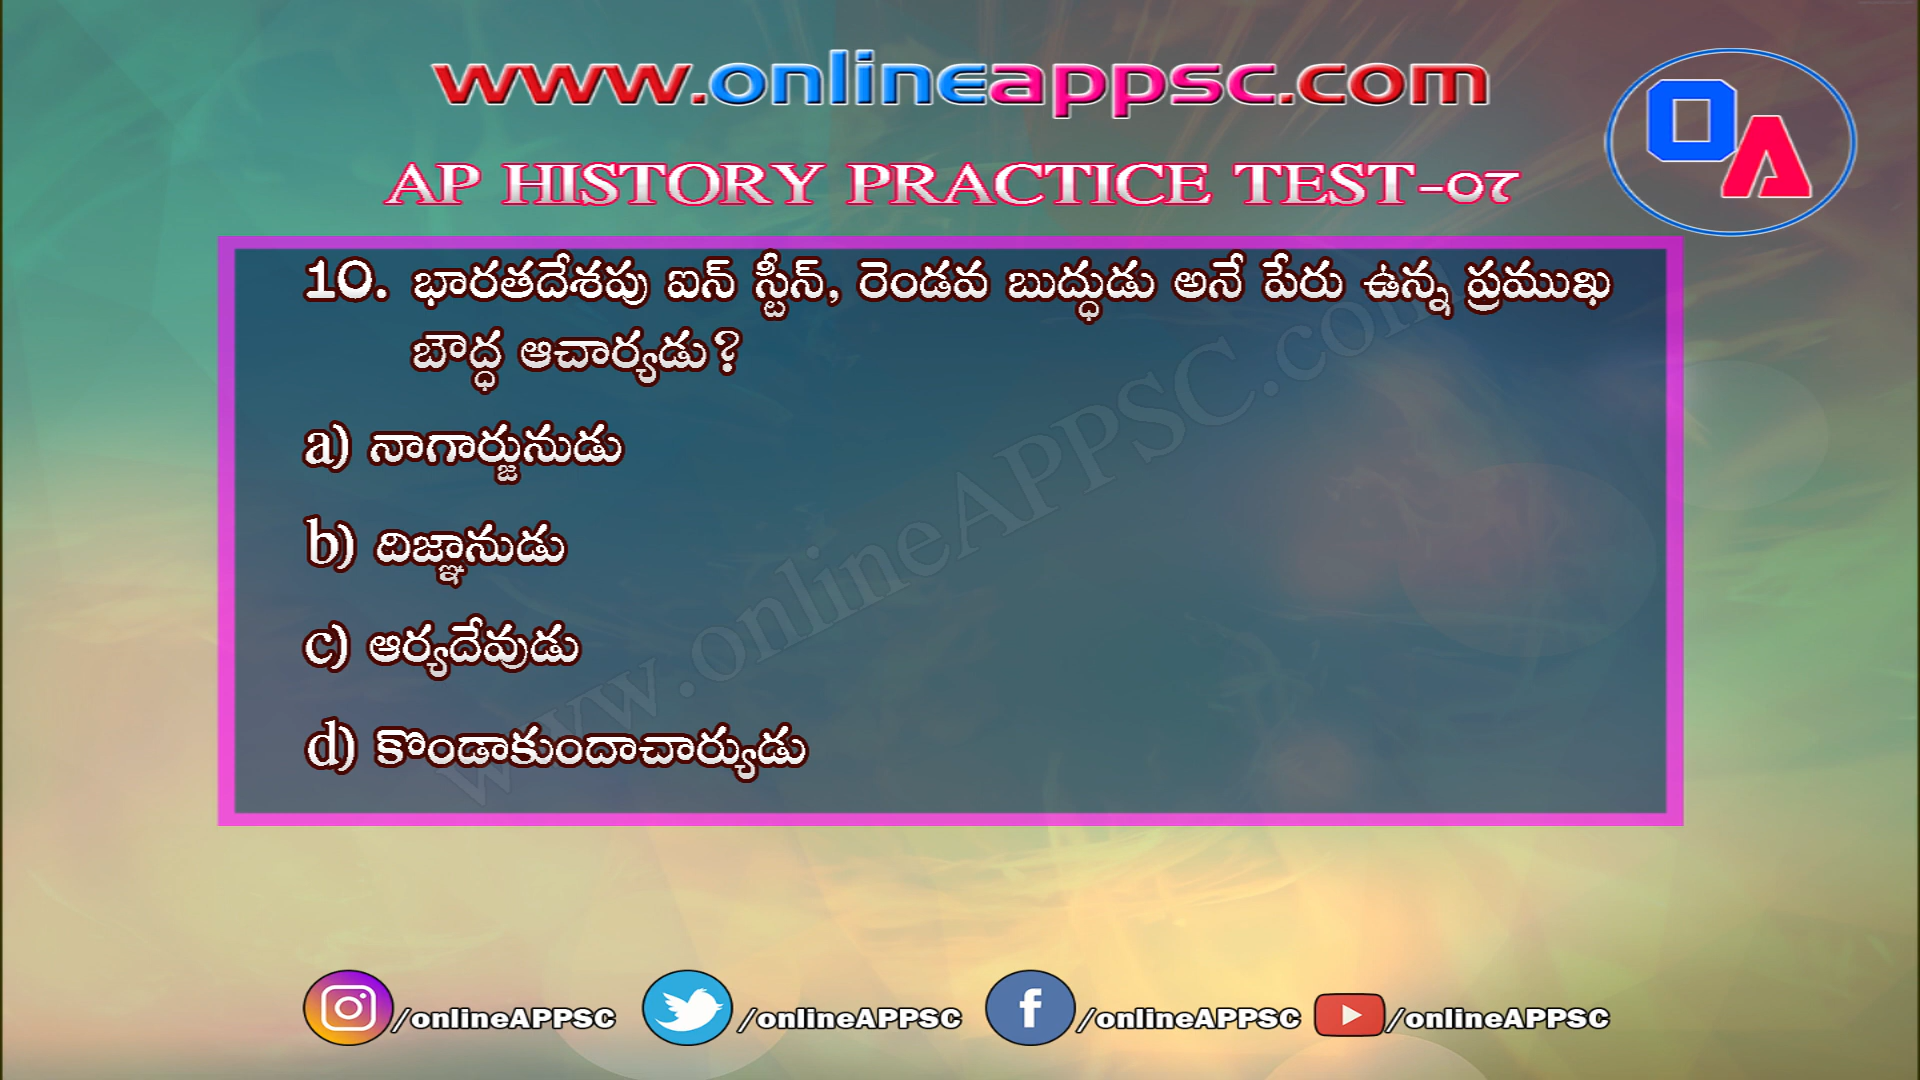 www.onlineappsc.com
OA
AP HISTORY PRACTICE TEST-07
10. భారతదేశపు ఐన్ స్టీన్, రెండవ బుద్ధుడు అనే పేరు ఉన్న ప్రముఖ
బౌద్ధ ఆచార్యడు?
a) నాగార్జునుడు
b) దిజ్ఞానుడు
c) ఆర్యదేవుడు
d) కొండాకుందాచార్యుడు
www.onlineAPPSC.com
/onlineAPPSC /onlineAPPSC /onlineAPPSC /onlineAPPSC